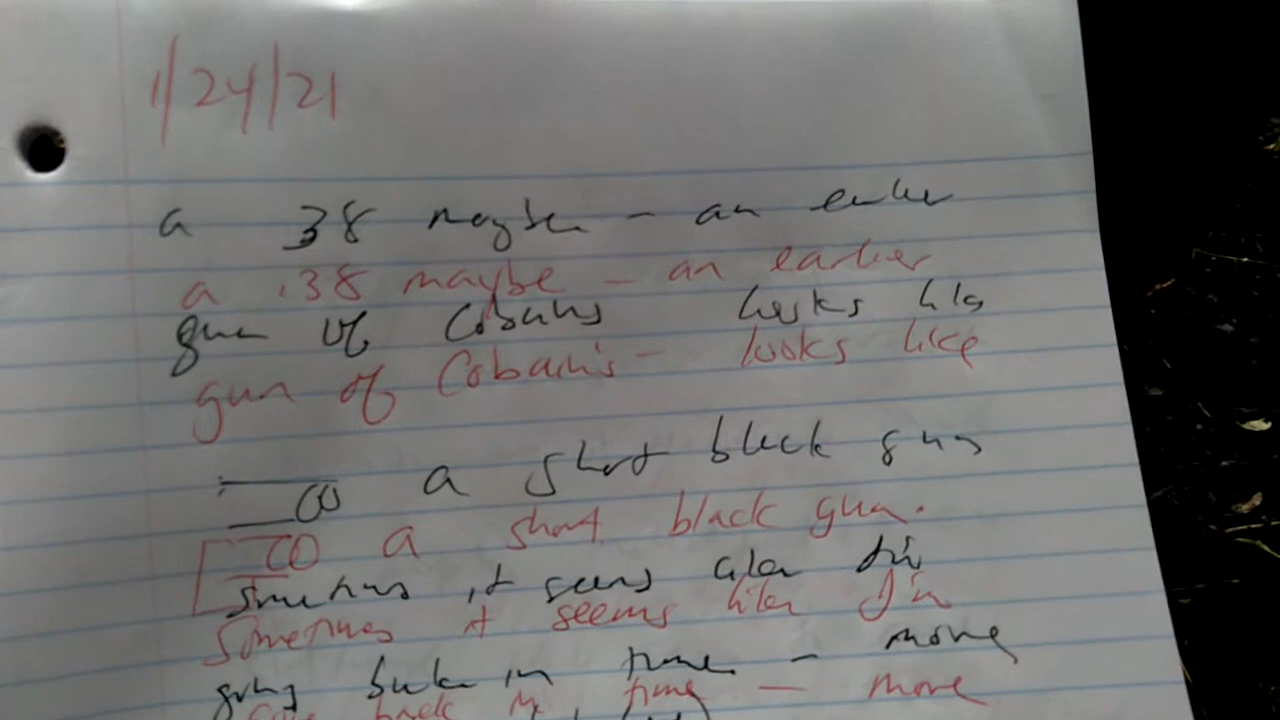 1/24/21
a 38 maybe - an earlier
a .38 maybe - an earlier
gun of Cobains looks like
gun of Cobain's - looks like
a short black gun
a short black gun.
Sometimes it seems like I'm
Sometimes it seems like I'm
going back in time - more
back in time - more